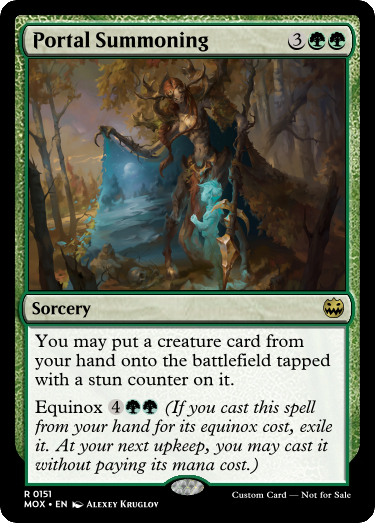 Portal Summoning 3
Sorcery
You may put a creature card from
your hand onto the battlefield tapped
with a stun counter on it.
Equinox 4 (If you cast this spell
from your hand for its equinox cost, exile
it. At your next upkeep, you may cast it
without paying its mana cost.)
R 0151
MOX • EN Alexey Kruglov
Custom Card — Not for Sale